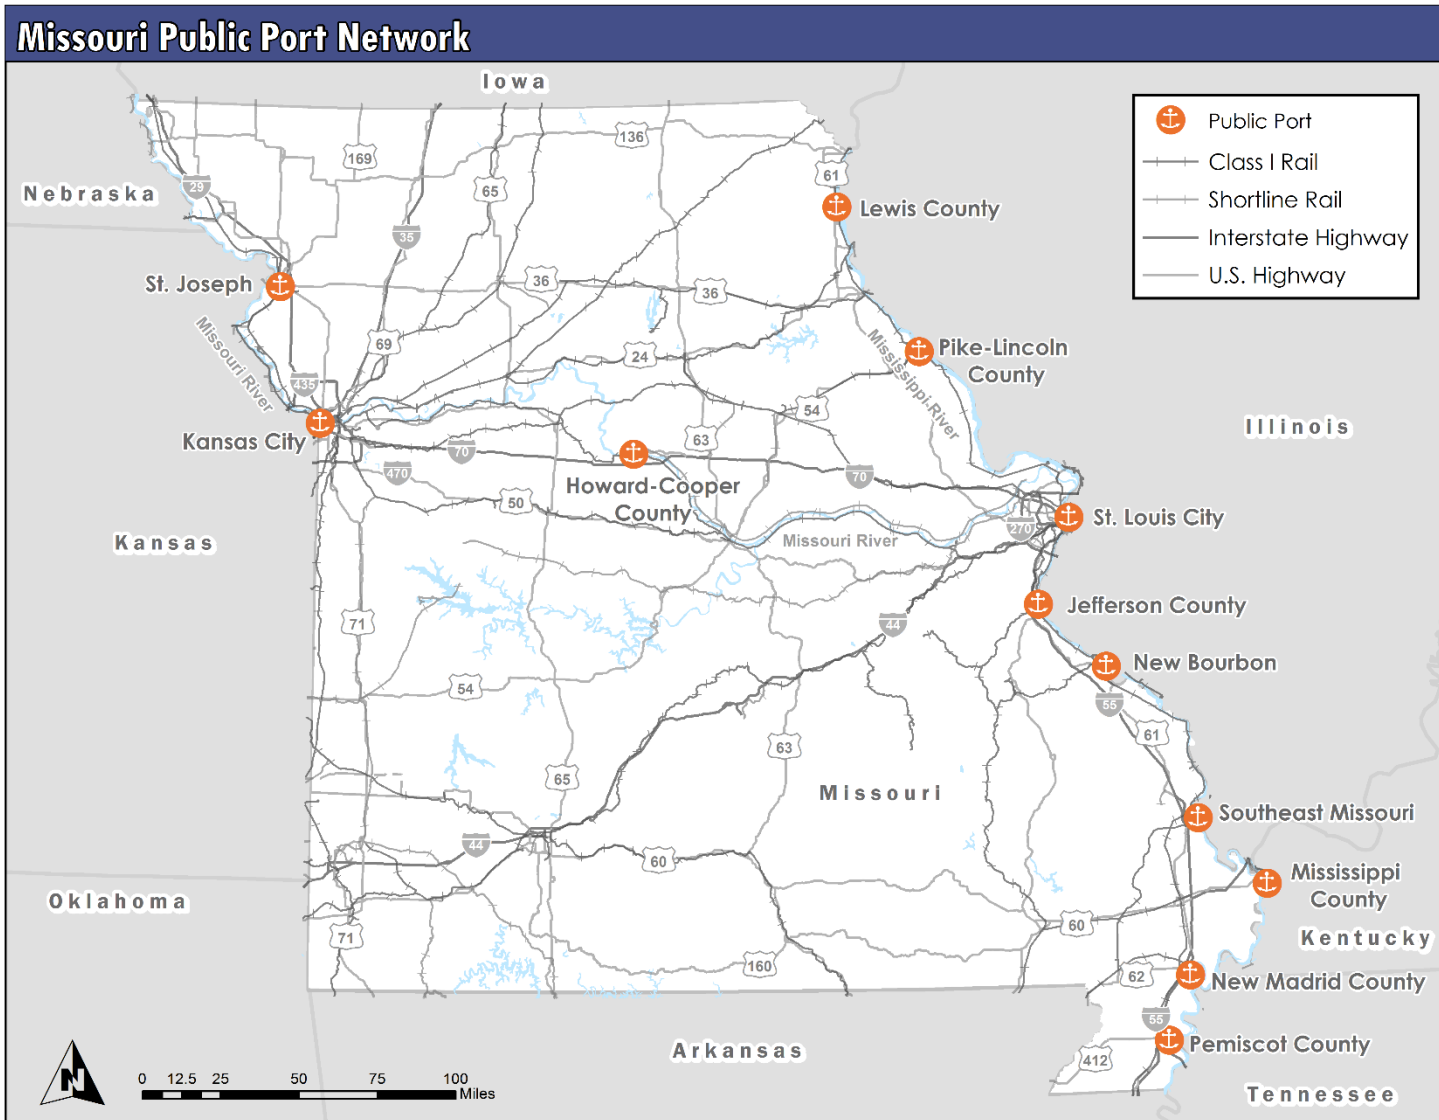 Missouri Public Port Network
Iowa
Public Port
Class I Rail
Shortline Rail
Interstate Highway
U.S. Highway
136
169
61
29
65
Nebraska
Lewis County
35
St. Joseph
36
36
Missouri River
69
24
Mississippi River
Pike-Lincoln
County
435
54
Kansas City
63
Illinois
70
470
70
Howard-Cooper
County
50
St. Louis City
270
Kansas
Missouri River
Jefferson County
71
44
New Bourbon
54
55
61
63
65
Missouri
Southeast Missouri
44
60
Mississippi
County
Oklahoma
60
71
Kentucky
160
62
New Madrid County
55
Arkansas
412
Pemiscot County
N
0 12.5 25 50 75 100
Miles
Tennessee